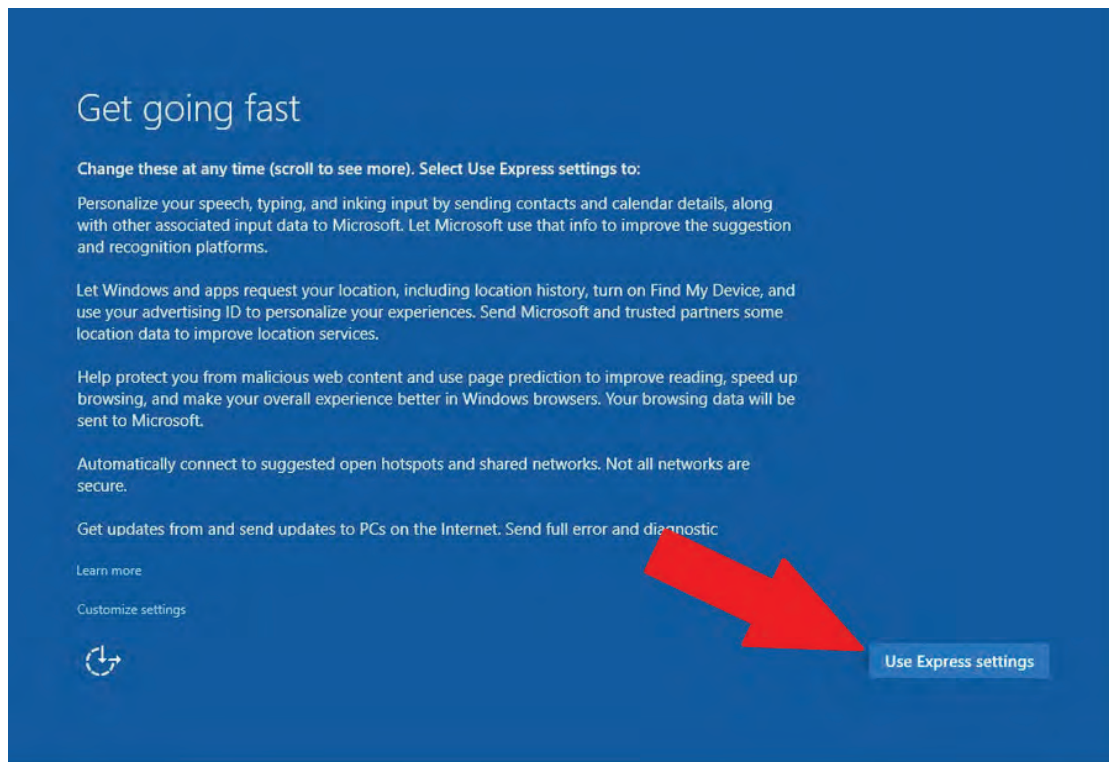 Get going fast
Change these at any time (scroll to see more). Select Use Express settings to:
Personalize your speech, typing, and inking input by sending contacts and calendar details, along
with other associated input data to Microsoft. Let Microsoft use that info to improve the suggestion
and recognition platforms.
Let Windows and apps request your location, including location history, turn on Find My Device, and
use your advertising ID to personalize your experiences. Send Microsoft and trusted partners some
location data to improve location services.
Help protect you from malicious web content and use page prediction to improve reading, speed up
browsing, and make your overall experience better in Windows browsers. Your browsing data will be
sent to Microsoft.
Automatically connect to suggested open hotspots and shared networks. Not all networks are
secure.
Get updates from and send updates to PCs on the Internet. Send full error and diagnostic
Learn more
Customize settings
Use Express settings